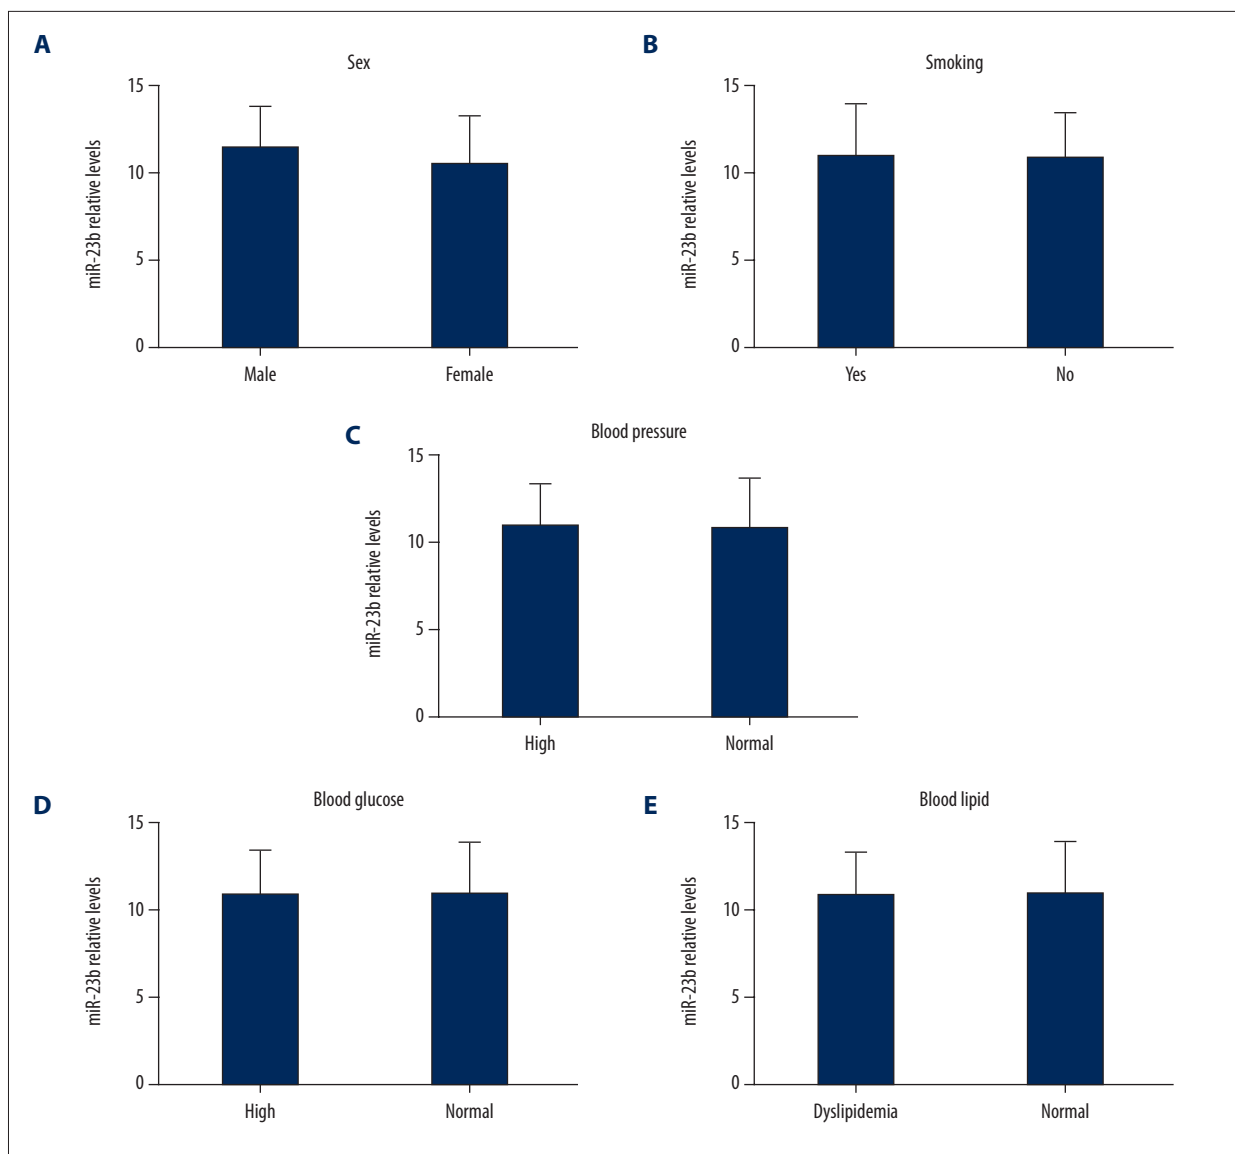 A
Sex
miR-23b relative levels
15
10
5
0
Male Female
B
Smoking
miR-23b relative levels
15
10
5
0
Yes No
C
Blood pressure
miR-23b relative levels
15
10
5
0
High Normal
D
Blood glucose
miR-23b relative levels
15
10
5
0
High Normal
E
Blood lipid
miR-23b relative levels
15
10
5
0
Dyslipidemia Normal